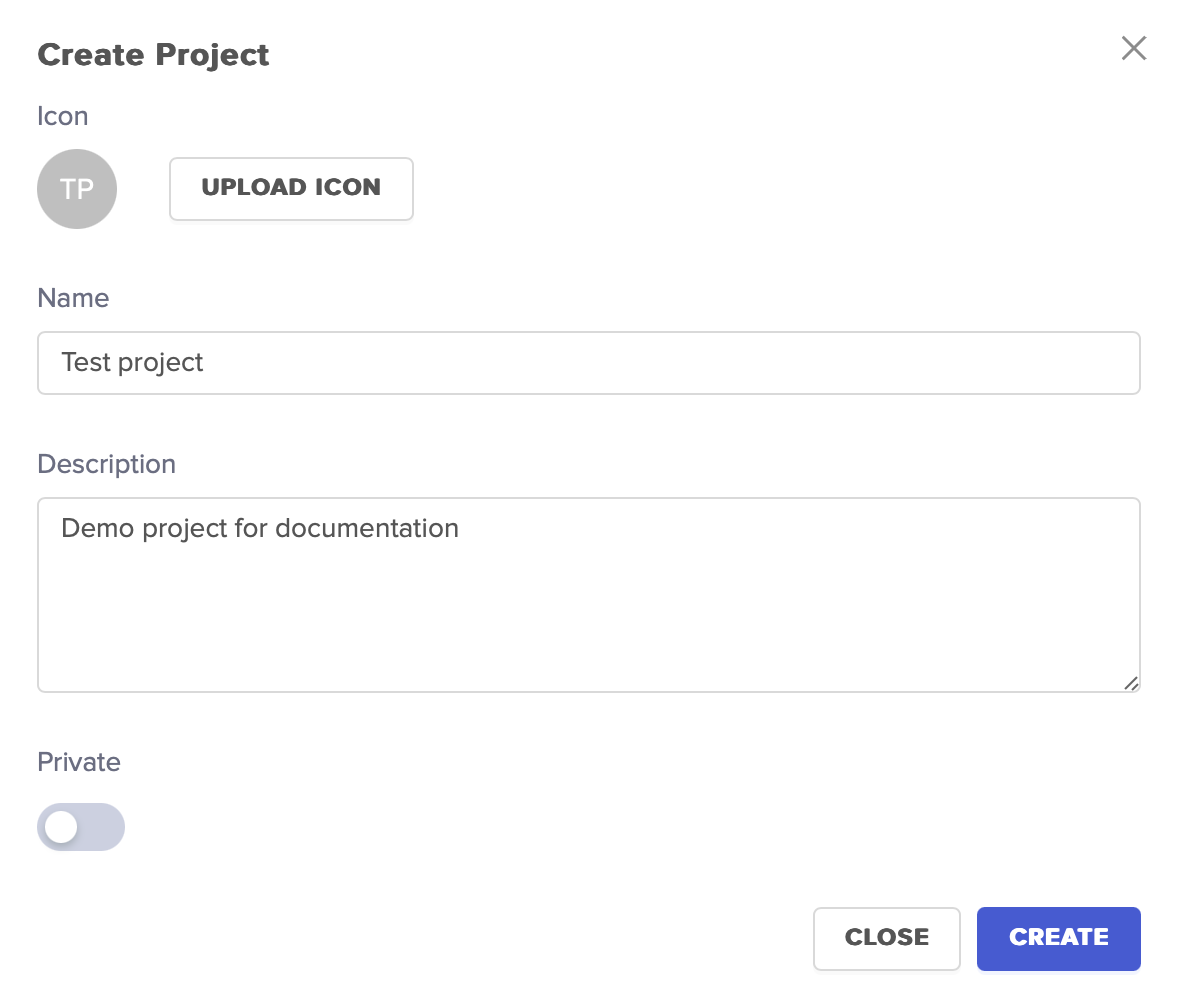 Create Project
Icon
TP
UPLOAD ICON
Name
Test project
Description
Demo project for documentation
Private
CLOSE
CREATE